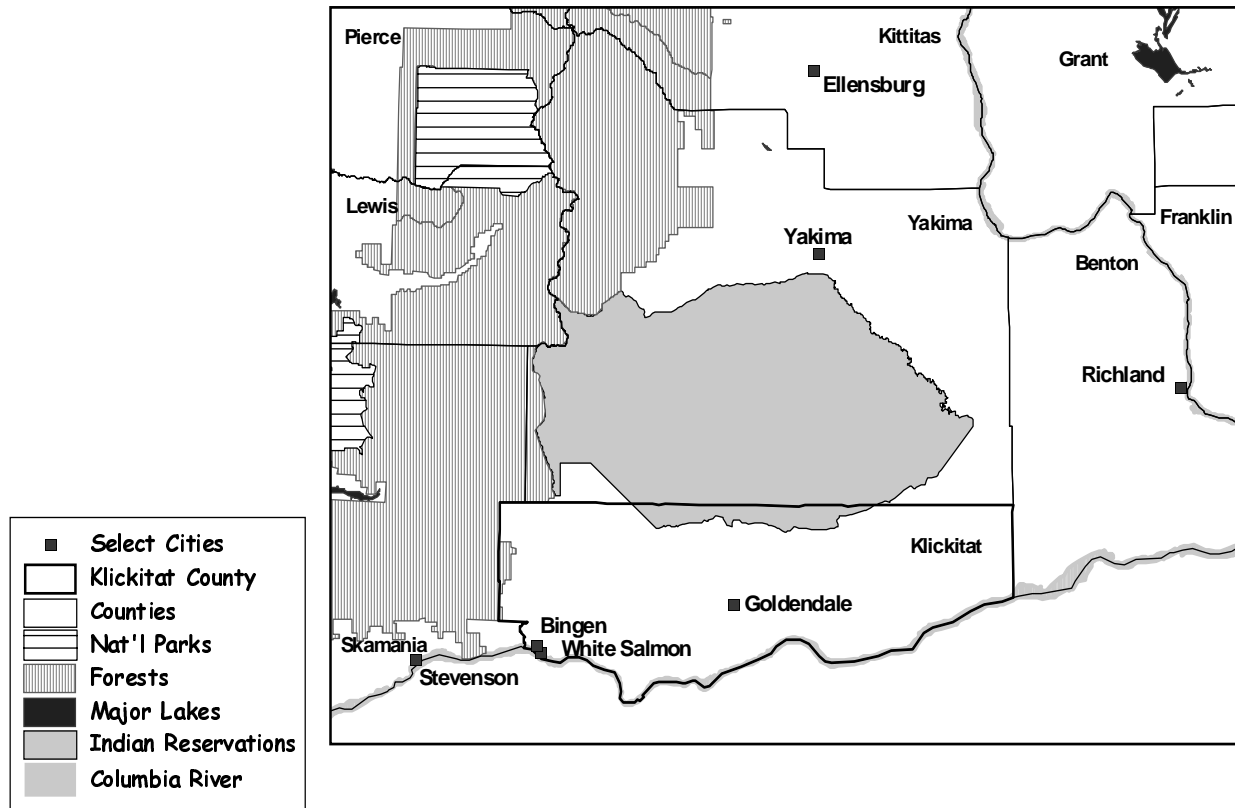 Pierce
Kittitas
Grant
Ellensburg
Lewis
Yakima
Franklin
Yakima
Benton
Richland
Klickitat
Goldendale
Bingen
Skamania
White Salmon
Stevenson
Select Cities
Klickitat County
Counties
Nat'l Parks
Forests
Major Lakes
Indian Reservations
Columbia River